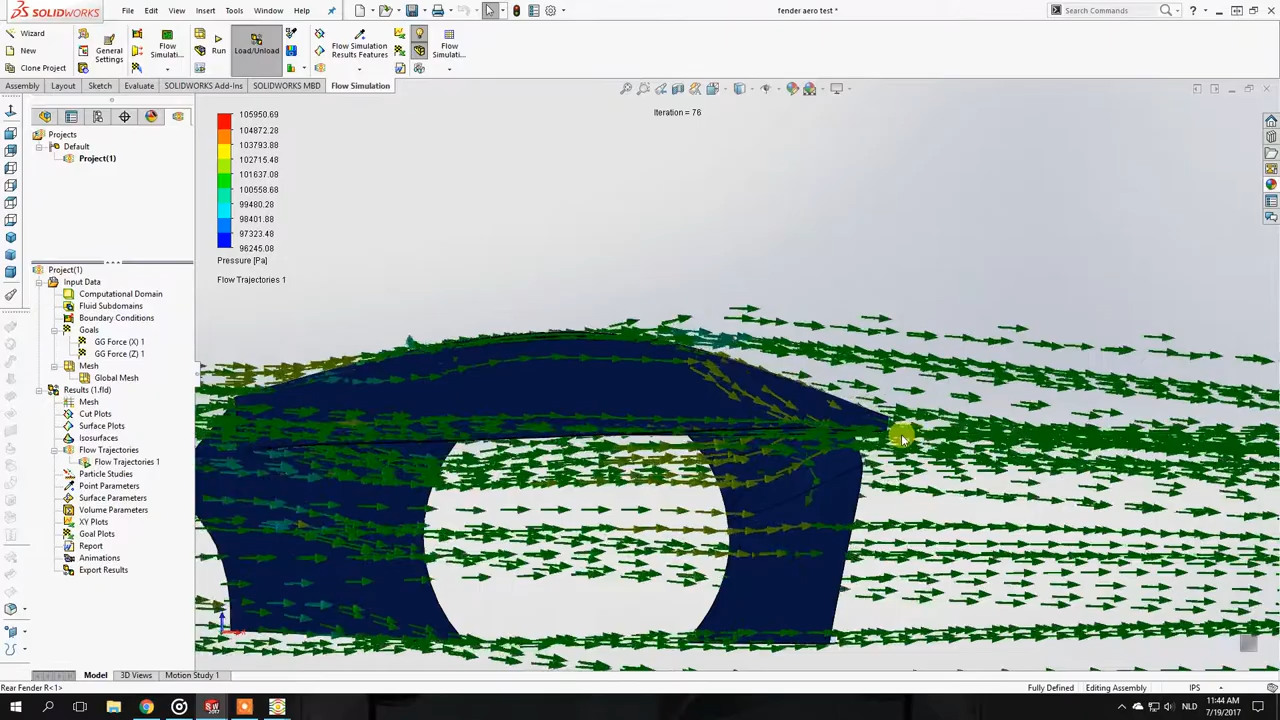 SOLIDWORKS
File Edit View Insert Tools Window Help
fender aero test *
Search Commands
Wizard
New
Clone Project
General Settings
Flow Simulati...
Run
Load/Unload
Flow Simulation Results Features
Flow Simulati...
Assembly Layout Sketch Evaluate SOLIDWORKS Add-Ins SOLIDWORKS MBD Flow Simulation
Projects
Default
Project(1)
Project(1)
Input Data
Computational Domain
Fluid Subdomains
Boundary Conditions
Goals
GG Force (X) 1
GG Force (Z) 1
Mesh
Global Mesh
Results (1.fld)
Mesh
Cut Plots
Surface Plots
Isosurfaces
Flow Trajectories
Flow Trajectories 1
Particle Studies
Point Parameters
Surface Parameters
Volume Parameters
XY Plots
Goal Plots
Report
Animations
Export Results
105950.69
104872.28
103793.88
102715.48
101637.08
100558.68
99480.28
98401.88
97323.48
96245.08
Pressure [Pa]
Flow Trajectories 1
Iteration = 76
Model 3D Views Motion Study 1
Rear Fender R<1>
Fully Defined Editing Assembly IPS
NLD
11:44 AM
7/19/2017